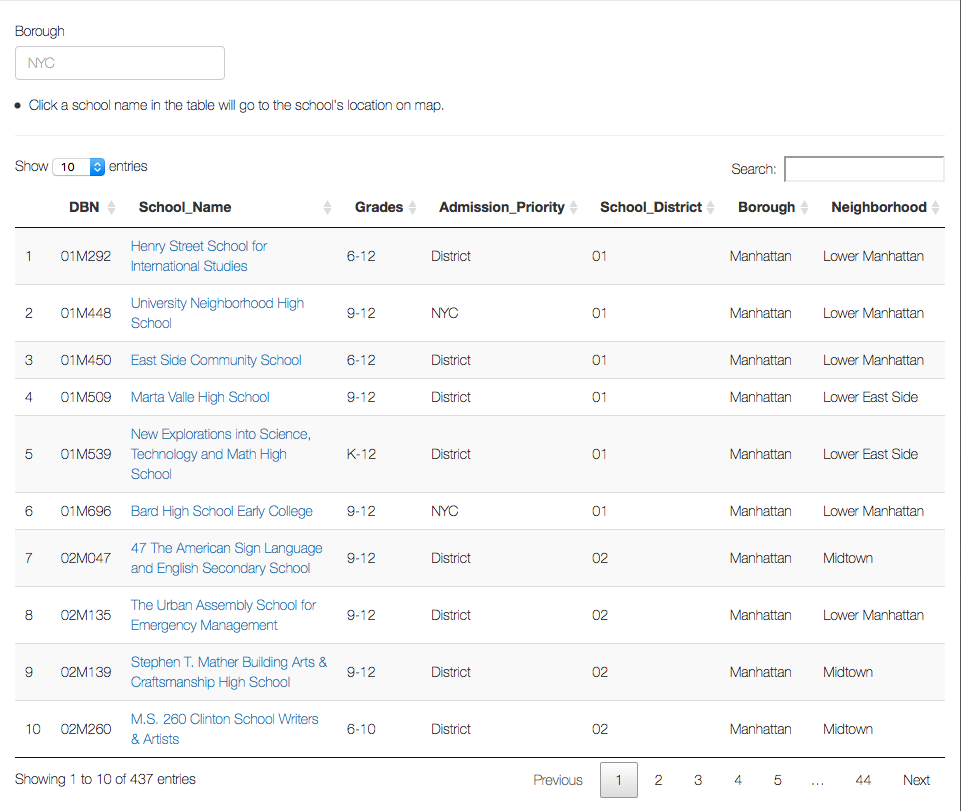 Borough
NYC
Click a school name in the table will go to the school's location on map.
Show 10 entries Search:
DBN School_Name Grades Admission_Priority School_District Borough Neighborhood
1 01M292 Henry Street School for International Studies 6-12 District 01 Manhattan Lower Manhattan
2 01M448 University Neighborhood High School 9-12 NYC 01 Manhattan Lower Manhattan
3 01M450 East Side Community School 6-12 District 01 Manhattan Lower Manhattan
4 01M509 Marta Valle High School 9-12 District 01 Manhattan Lower East Side
5 01M539 New Explorations into Science, Technology and Math High School K-12 District 01 Manhattan Lower East Side
6 01M696 Bard High School Early College 9-12 NYC 01 Manhattan Lower Manhattan
7 02M047 47 The American Sign Language and English Secondary School 9-12 District 02 Manhattan Midtown
8 02M135 The Urban Assembly School for Emergency Management 9-12 District 02 Manhattan Lower Manhattan
9 02M139 Stephen T. Mather Building Arts & Craftsmanship High School 9-12 District 02 Manhattan Midtown
10 02M260 M.S. 260 Clinton School Writers & Artists 6-10 District 02 Manhattan Midtown
Showing 1 to 10 of 437 entries Previous 1 2 3 4 5 … 44 Next